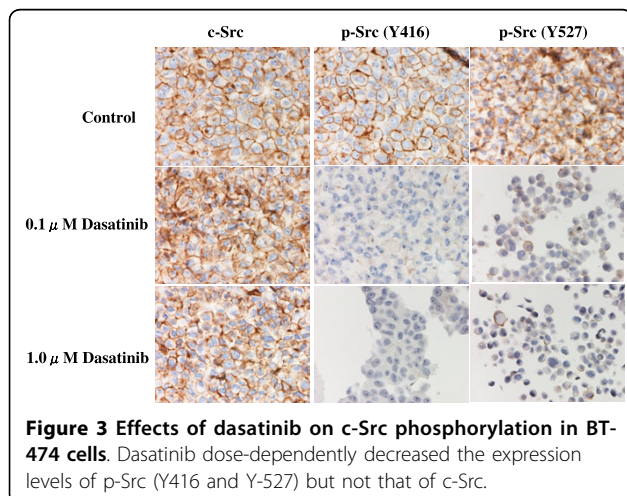 c-Src p-Src (Y416) p-Src (Y527)
Control
0.1 μ M Dasatinib
1.0 μ M Dasatinib
Figure 3 Effects of dasatinib on c-Src phosphorylation in BT-
474 cells. Dasatinib dose-dependently decreased the expression
levels of p-Src (Y416 and Y-527) but not that of c-Src.